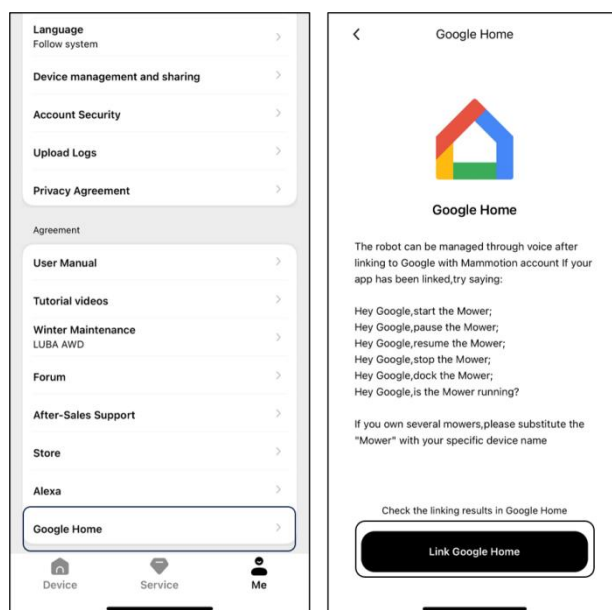 Language
Follow system
Device management and sharing
Account Security
Upload Logs
Privacy Agreement
Agreement
User Manual
Tutorial videos
Winter Maintenance
LUBA AWD
Forum
After-Sales Support
Store
Alexa
Google Home
Device
Service
Me
Google Home
Google Home
The robot can be managed through voice after
linking to Google with Mammotion account If your
app has been linked,try saying:
Hey Google,start the Mower;
Hey Google,pause the Mower;
Hey Google,resume the Mower;
Hey Google,stop the Mower;
Hey Google,dock the Mower;
Hey Google,is the Mower running?
If you own several mowers,please substitute the
"Mower" with your specific device name
Check the linking results in Google Home
Link Google Home